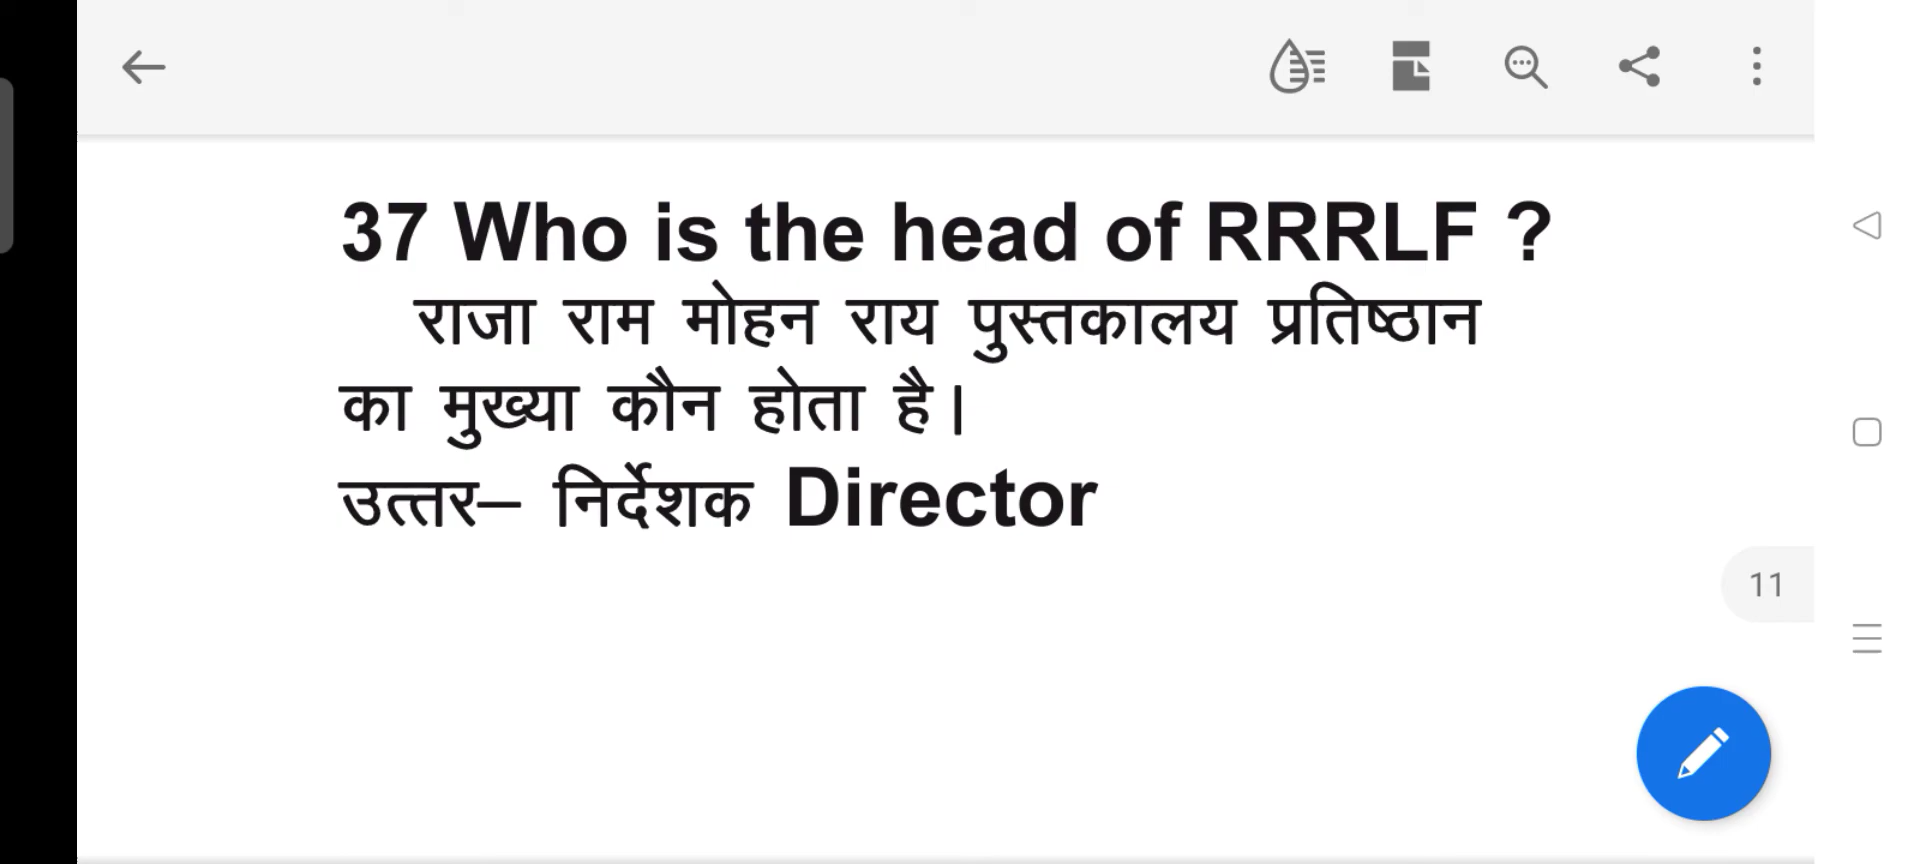 37 Who is the head of RRRLF ?
राजा राम मोहन राय पुस्तकालय प्रतिष्ठान
का मुख्या कौन होता है।
उत्तर– निर्देशक Director
11